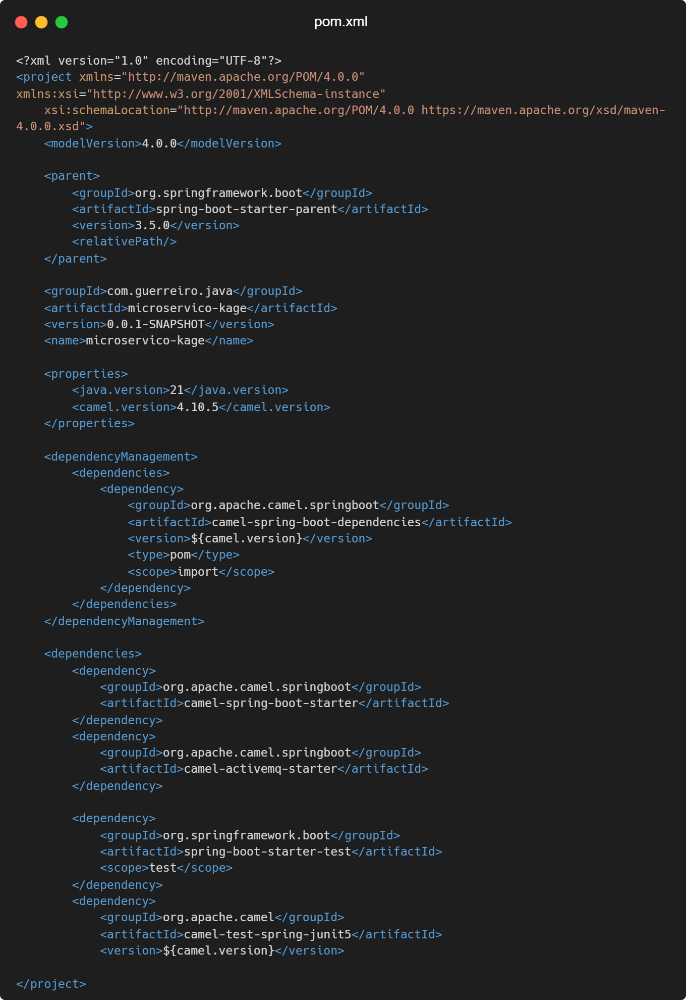 pom.xml
<?xml version="1.0" encoding="UTF-8"?>
<project xmlns="http://maven.apache.org/POM/4.0.0"
xmlns:xsi="http://www.w3.org/2001/XMLSchema-instance"
    xsi:schemaLocation="http://maven.apache.org/POM/4.0.0 https://maven.apache.org/xsd/maven-
4.0.0.xsd">
    <modelVersion>4.0.0</modelVersion>

    <parent>
        <groupId>org.springframework.boot</groupId>
        <artifactId>spring-boot-starter-parent</artifactId>
        <version>3.5.0</version>
        <relativePath/>
    </parent>

    <groupId>com.guerreiro.java</groupId>
    <artifactId>microservico-kage</artifactId>
    <version>0.0.1-SNAPSHOT</version>
    <name>microservico-kage</name>

    <properties>
        <java.version>21</java.version>
        <camel.version>4.10.5</camel.version>
    </properties>

    <dependencyManagement>
        <dependencies>
            <dependency>
                <groupId>org.apache.camel.springboot</groupId>
                <artifactId>camel-spring-boot-dependencies</artifactId>
                <version>${camel.version}</version>
                <type>pom</type>
                <scope>import</scope>
            </dependency>
        </dependencies>
    </dependencyManagement>

    <dependencies>
        <dependency>
            <groupId>org.apache.camel.springboot</groupId>
            <artifactId>camel-spring-boot-starter</artifactId>
        </dependency>
        <dependency>
            <groupId>org.apache.camel.springboot</groupId>
            <artifactId>camel-activemq-starter</artifactId>
        </dependency>

        <dependency>
            <groupId>org.springframework.boot</groupId>
            <artifactId>spring-boot-starter-test</artifactId>
            <scope>test</scope>
        </dependency>
        <dependency>
            <groupId>org.apache.camel</groupId>
            <artifactId>camel-test-spring-junit5</artifactId>
            <version>${camel.version}</version>

</project>